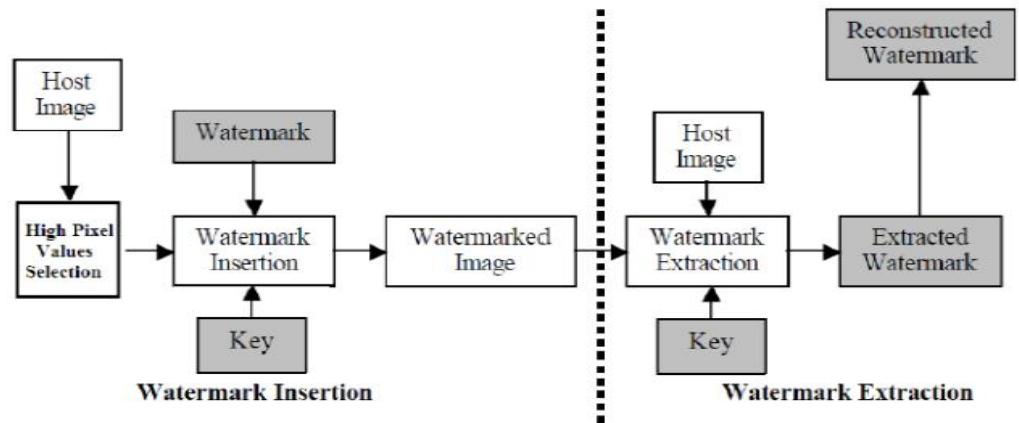 Host
Image
High Pixel
Values
Selection
Watermark
Watermark
Insertion
Key
Watermarked
Image
Watermark Insertion
Host
Image
Watermark
Extraction
Key
Extracted
Watermark
Reconstructed
Watermark
Watermark Extraction